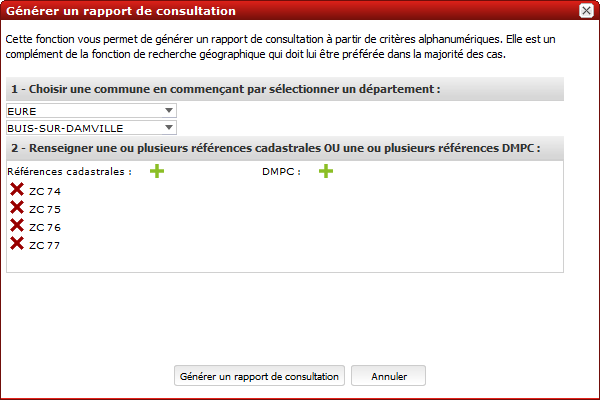 Générer un rapport de consultation
Cette fonction vous permet de générer un rapport de consultation à partir de critères alphanumériques. Elle est un
complément de la fonction de recherche géographique qui doit lui être préférée dans la majorité des cas.
1 - Choisir une commune en commençant par sélectionner un département :
EURE
BUIS-SUR-DAMVILLE
2 - Renseigner une ou plusieurs références cadastrales OU une ou plusieurs références DMPC :
Références cadastrales : DMPC :
ZC 74
ZC 75
ZC 76
ZC 77
Générer un rapport de consultation Annuler